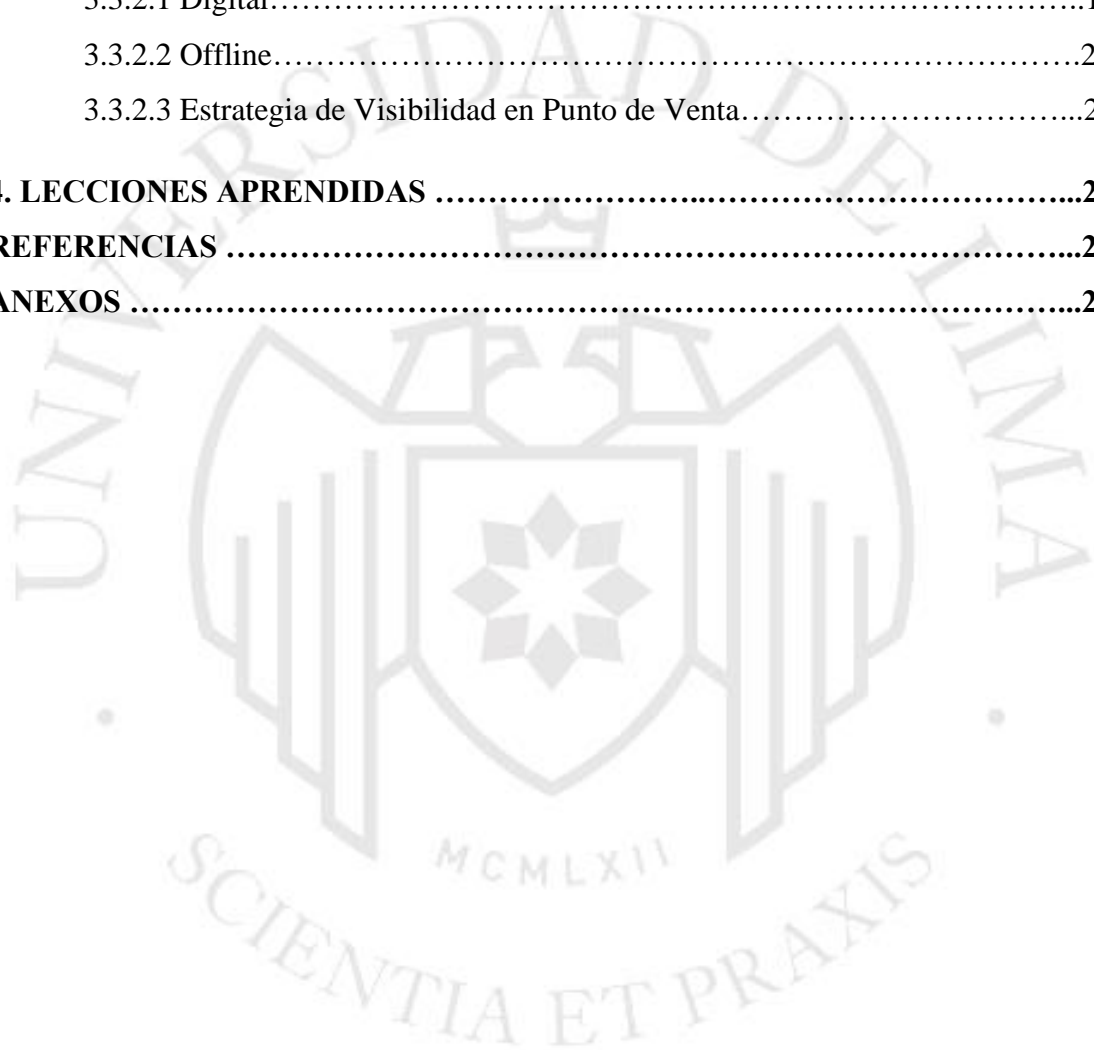 3.3.2.1 Digital…………………………………………………………………..1
3.3.2.2 Offline………………………………………………………………….2
3.3.2.3 Estrategia de Visibilidad en Punto de Venta…………………………...2
4. LECCIONES APRENDIDAS ……………………..……………………………...2
REFERENCIAS ……………………………………………………………………...2
ANEXOS ……………………………………………………………………………...2
UNIVERSIDAD DE LIMA
MCMLXII
SCIENTIA ET PRAXIS